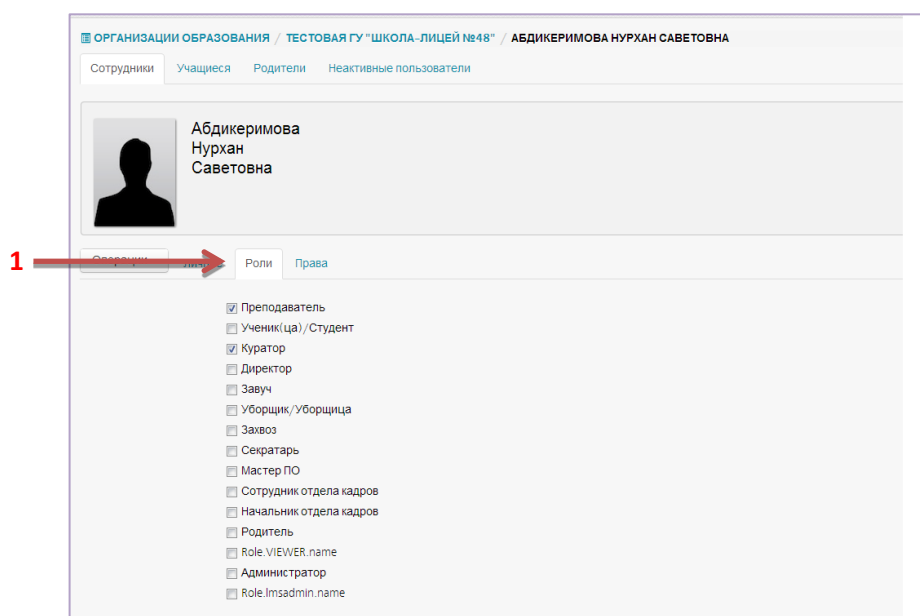 ОРГАНИЗАЦИИ ОБРАЗОВАНИЯ / ТЕСТОВАЯ ГУ "ШКОЛА-ЛИЦЕЙ №48" / АБДИКЕРИМОВА НУРХАН САВЕТОВНА
Сотрудники Учащиеся Родители Неактивные пользователи
Абдикеримова
Нурхан
Саветовна
1 Роли Права
Преподаватель
Ученик(ца)/Студент
Куратор
Директор
Завуч
Уборщик/Уборщица
Захвоз
Секратарь
Мастер ПО
Сотрудник отдела кадров
Начальник отдела кадров
Родитель
Role.VIEWER.name
Администратор
Role.lmsadmin.name